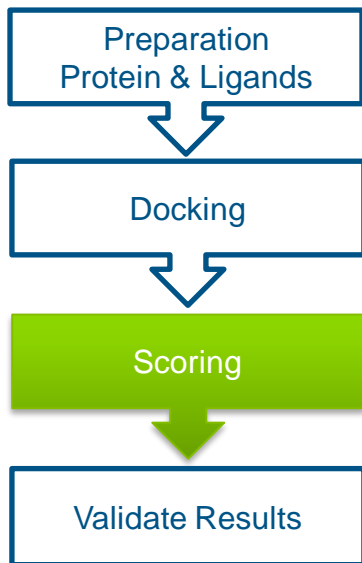 Preparation
Protein & Ligands
Docking
Scoring
Validate Results